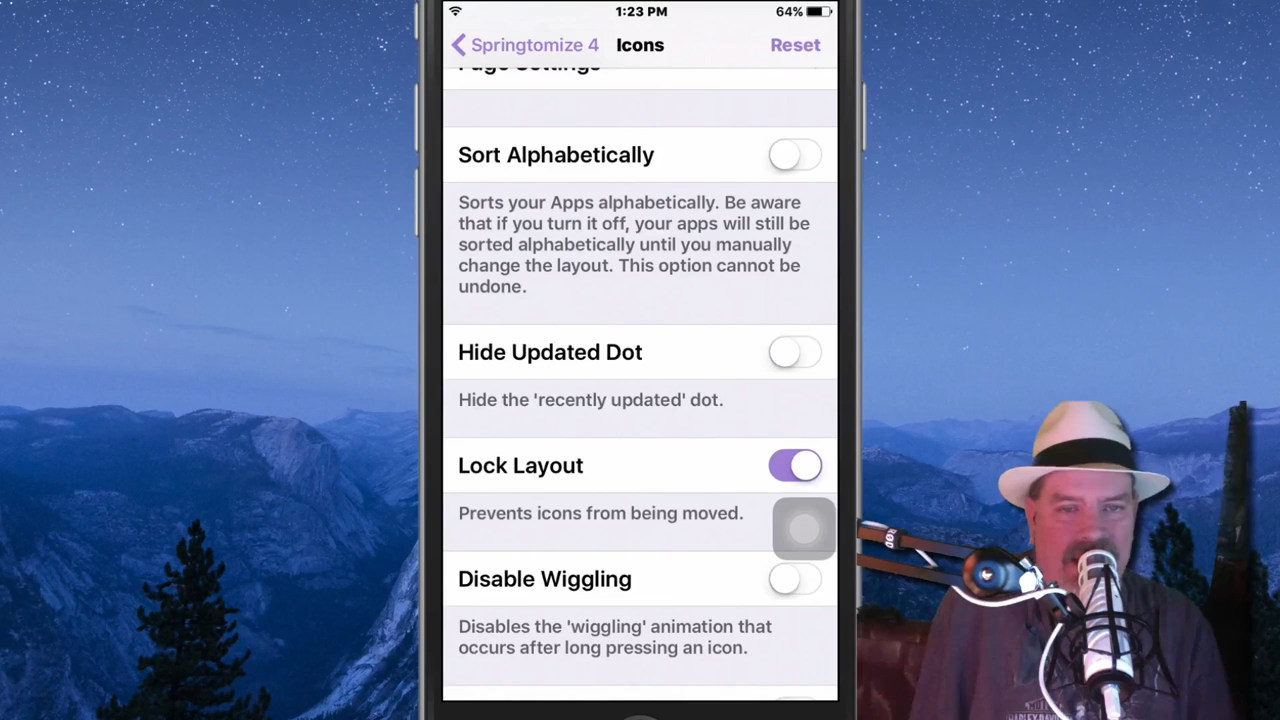 1:23 PM
64%
Springtomize 4
Icons
Reset
Page Settings
Sort Alphabetically
Sorts your Apps alphabetically. Be aware
that if you turn it off, your apps will still be
sorted alphabetically until you manually
change the layout. This option cannot be
undone.
Hide Updated Dot
Hide the 'recently updated' dot.
Lock Layout
Prevents icons from being moved.
Disable Wiggling
Disables the 'wiggling' animation that
occurs after long pressing an icon.